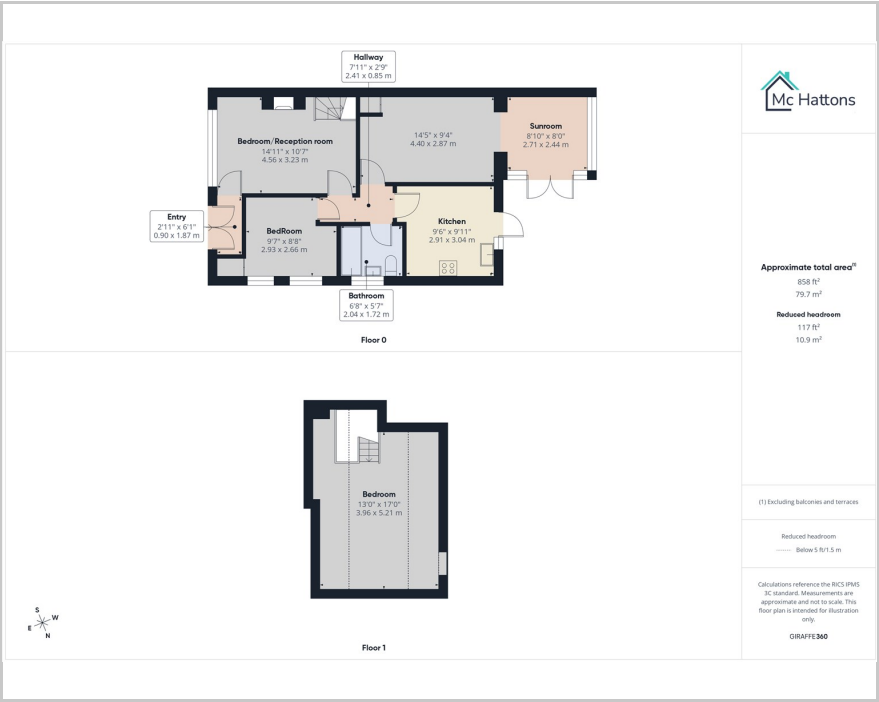 Hallway
7'11" x 2'9"
2.41 x 0.85 m
Bedroom/Reception room
14'11" x 10'7"
4.56 x 3.23 m
14'5" x 9'4"
4.40 x 2.87 m
Sunroom
8'10" x 8'0"
2.71 x 2.44 m
Entry
2'11" x 6'1"
0.90 x 1.87 m
BedRoom
9'7" x 8'8"
2.93 x 2.66 m
Kitchen
9'6" x 9'11"
2.91 x 3.04 m
Bathroom
6'8" x 5'7"
2.04 x 1.72 m
Floor 0
Bedroom
13'0" x 17'0"
3.96 x 5.21 m
S
W
E
N
Floor 1
Mc Hattons
Approximate total area(1)
858 ft²
79.7 m²
Reduced headroom
117 ft²
10.9 m²
(1) Excluding balconies and terraces
Reduced headroom
Below 5 ft/1.5 m
Calculations reference the RICS IPMS
3C standard. Measurements are
approximate and not to scale. This
floor plan is intended for illustration
only.
GIRAFFE360